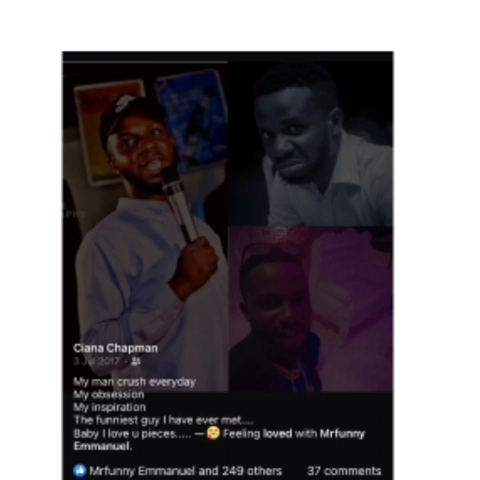 Ciana Chapman
3 Jul 2017 ·
My man crush everyday
My obsession
My inspiration
The funniest guy I have ever met....
Baby I love u pieces..... — Feeling loved with Mrfunny
Emmanuel.
Mrfunny Emmanuel and 249 others 37 comments